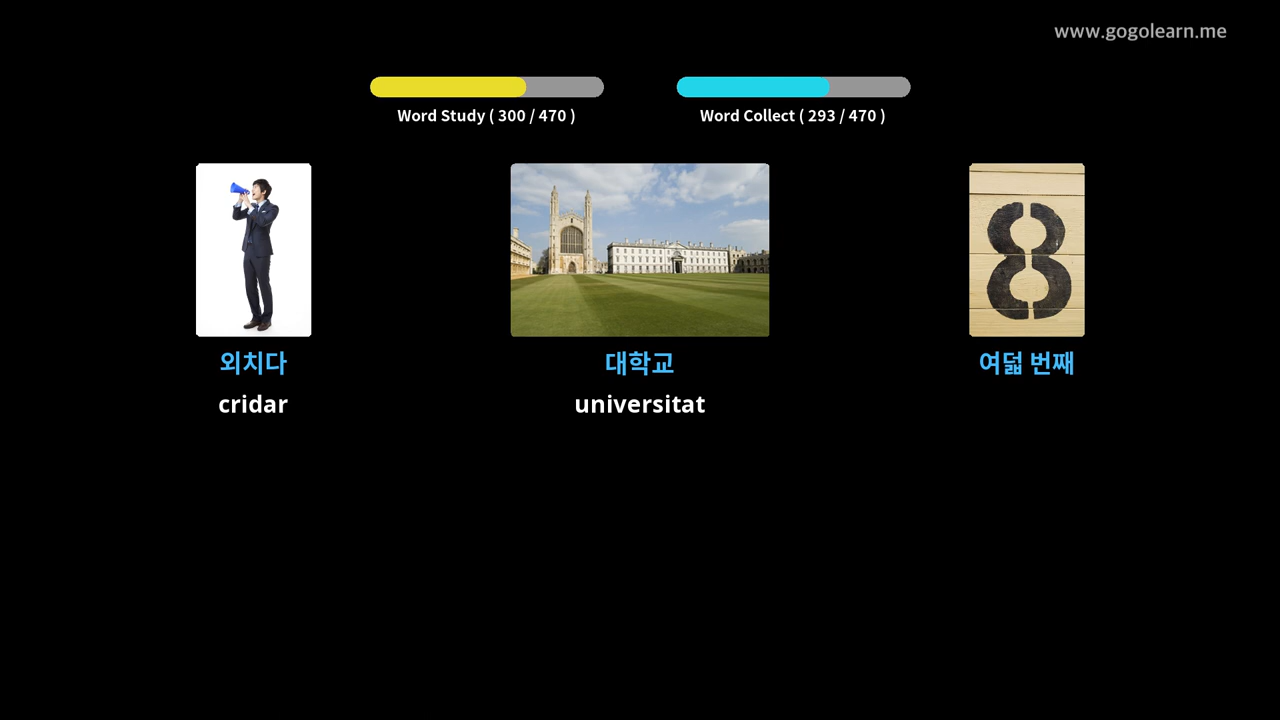 www.gogolearn.me
Word Study ( 300 / 470 )
Word Collect ( 293 / 470 )
8
외치다
대학교
여덟 번째
cridar
universitat